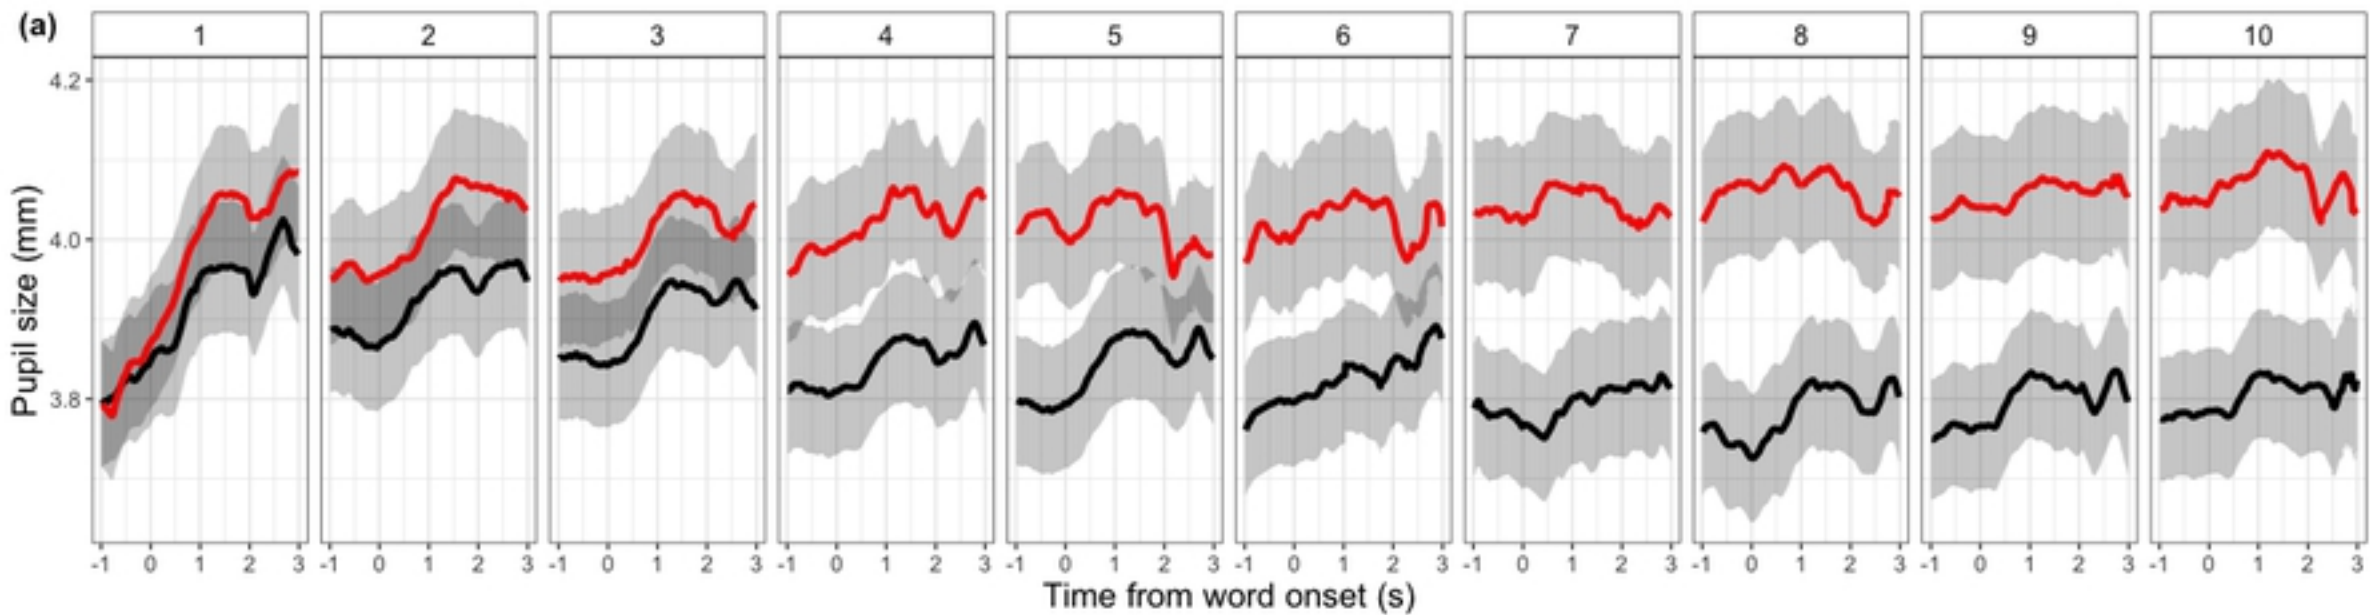 (a)
1 2 3 4 5 6 7 8 9 10
Pupil size (mm)
4.2
4.0
3.8
-1 0 1 2 3 -1 0 1 2 3 -1 0 1 2 3 -1 0 1 2 3 -1 0 1 2 3 -1 0 1 2 3 -1 0 1 2 3 -1 0 1 2 3 -1 0 1 2 3 -1 0 1 2 3
Time from word onset (s)